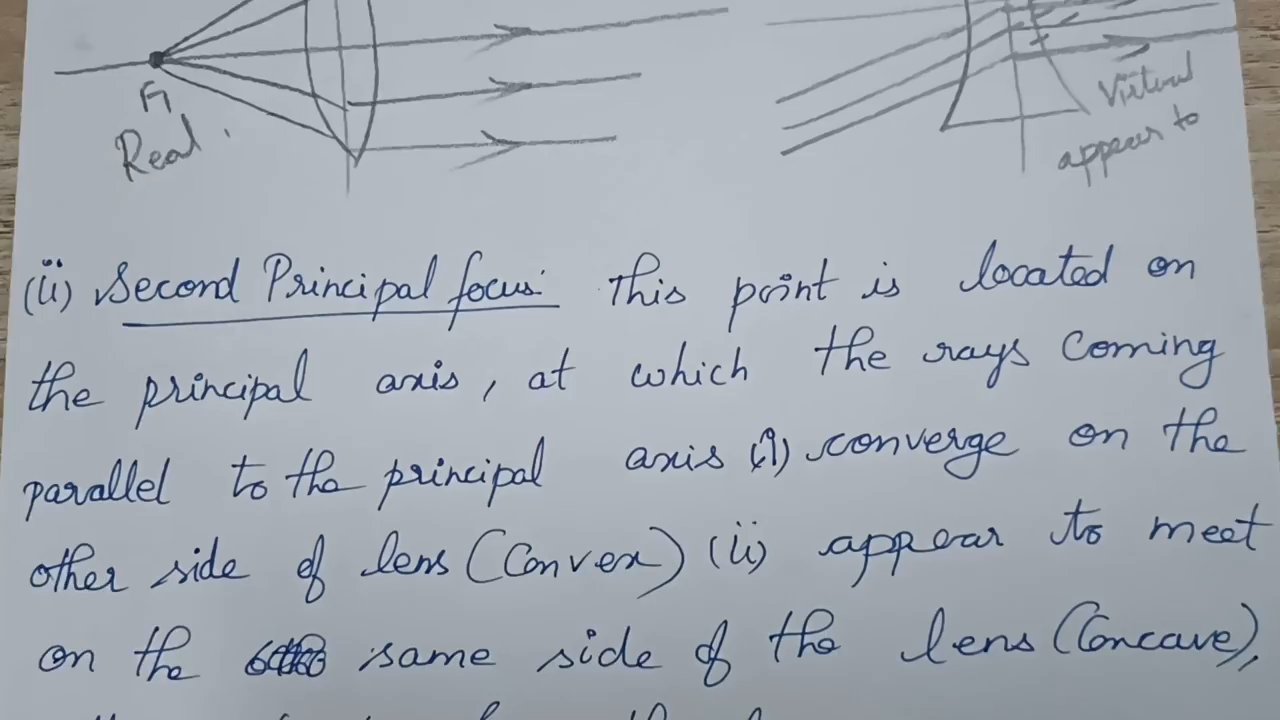 F1
Real.
Virtual
appear to
(ii) Second Principal focus: This point is located on
the principal axis, at which the rays coming
parallel to the principal axis (i) converge on the
other side of lens (Convex) (ii) appear to meet
on the same side of the lens (Concave),